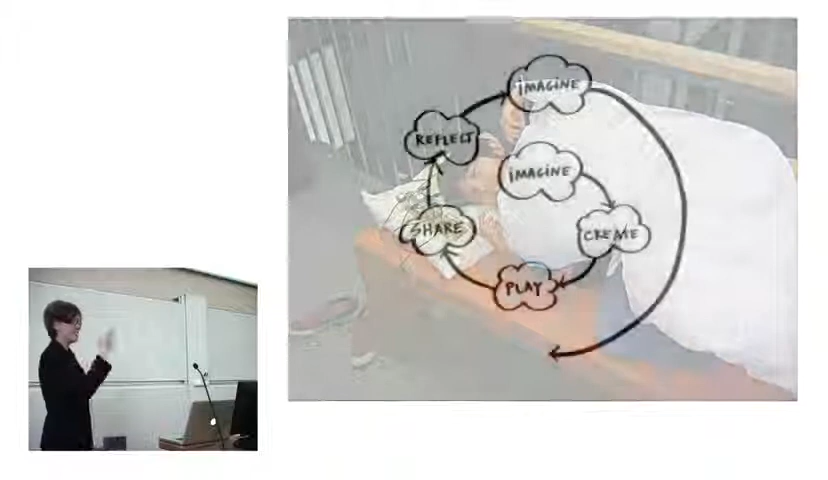 IMAGINE
REFLECT
IMAGINE
SHARE
CREATE
PLAY